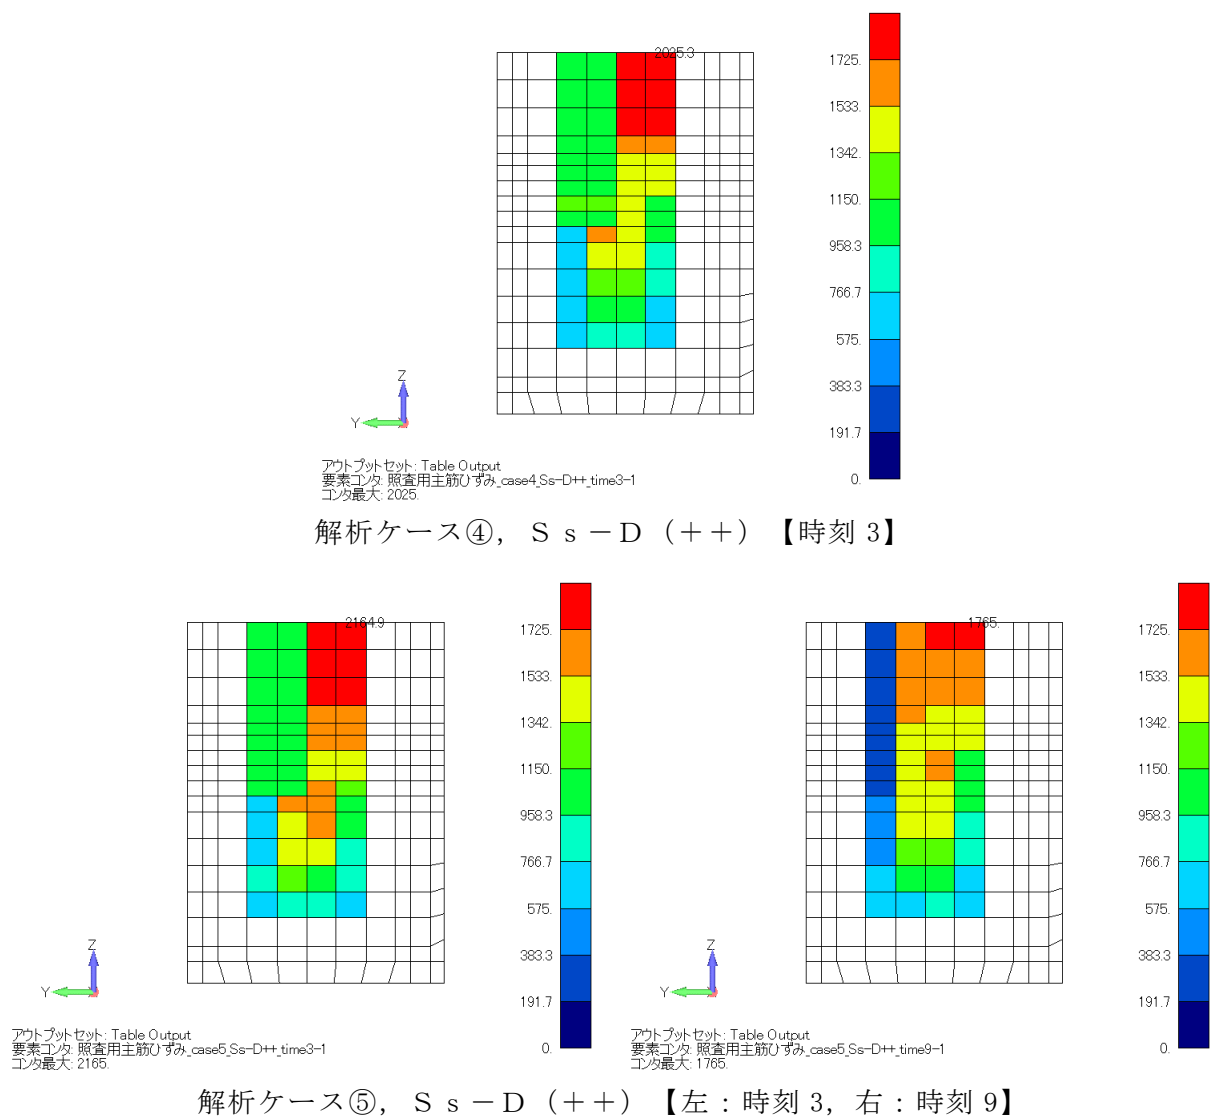 2025.3
1725.
1533.
1342.
1150.
958.3
766.7
575.
383.3
191.7
0.
Z
Y
アウトプットセット: Table Output
要素コンタ: 照査用主筋ひずみ_case4_Ss-D++_time3-1
コンタ最大: 2025.
解析ケース④，Ｓｓ－Ｄ（＋＋）【時刻 3】
2164.9
1725.
1533.
1342.
1150.
958.3
766.7
575.
383.3
191.7
0.
Z
Y
アウトプットセット: Table Output
要素コンタ: 照査用主筋ひずみ_case5_Ss-D++_time3-1
コンタ最大: 2165.
1765.
1725.
1533.
1342.
1150.
958.3
766.7
575.
383.3
191.7
0.
Z
Y
アウトプットセット: Table Output
要素コンタ: 照査用主筋ひずみ_case5_Ss-D++_time9-1
コンタ最大: 1765.
解析ケース⑤，Ｓｓ－Ｄ（＋＋）【左：時刻 3，右：時刻 9】